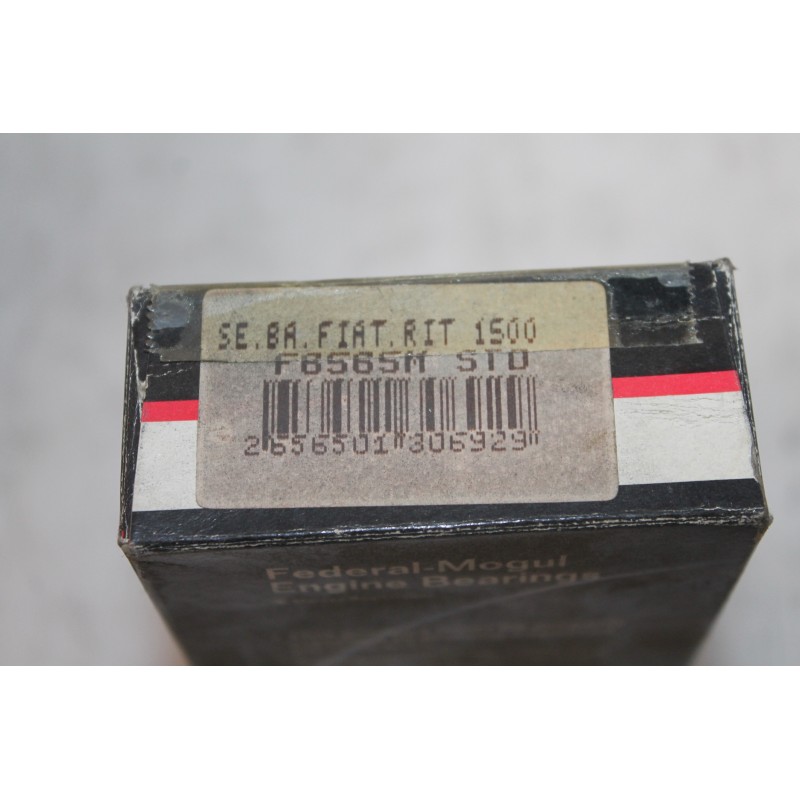 SE.BA.FIAT.RIT 1500
F8565M STD
2656501"306929"
Federal-Mogul
Engine Bearings